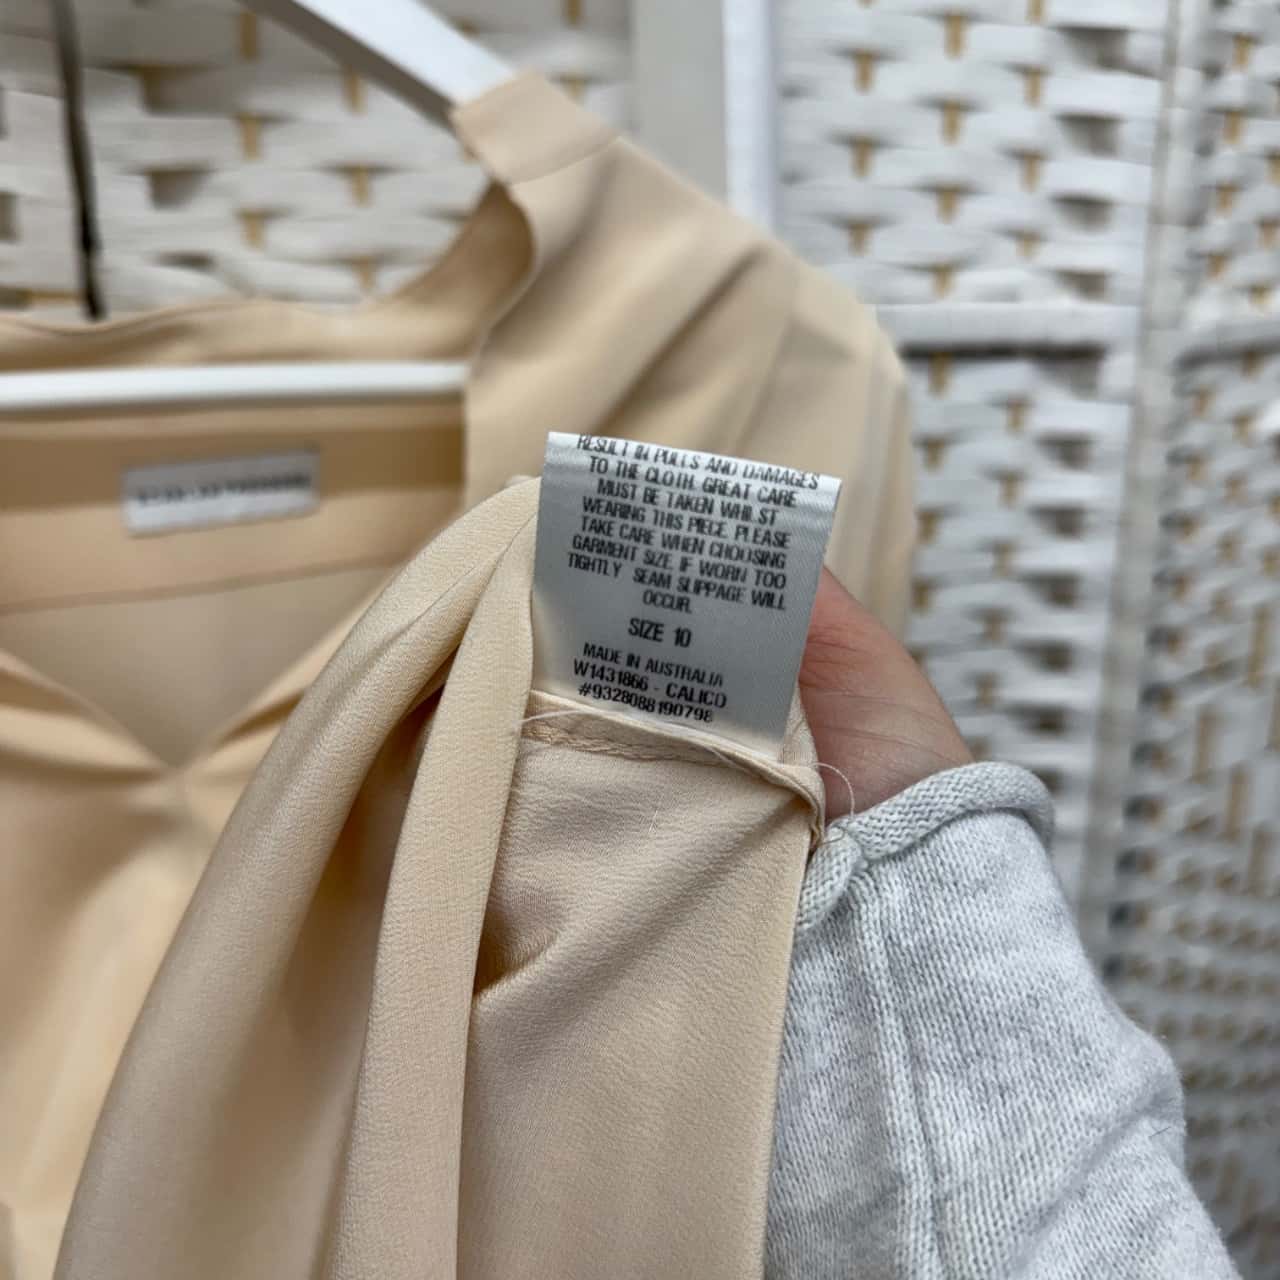 RESULT IN PULLS AND DAMAGES
TO THE CLOTH. GREAT CARE
MUST BE TAKEN WHILST
WEARING THIS PIECE. PLEASE
TAKE CARE WHEN CHOOSING
GARMENT SIZE. IF WORN TOO
TIGHTLY SEAM SLIPPAGE WILL
OCCUR.
SIZE 10
MADE IN AUSTRALIA
W1431866 - CALICO
#9328088190798